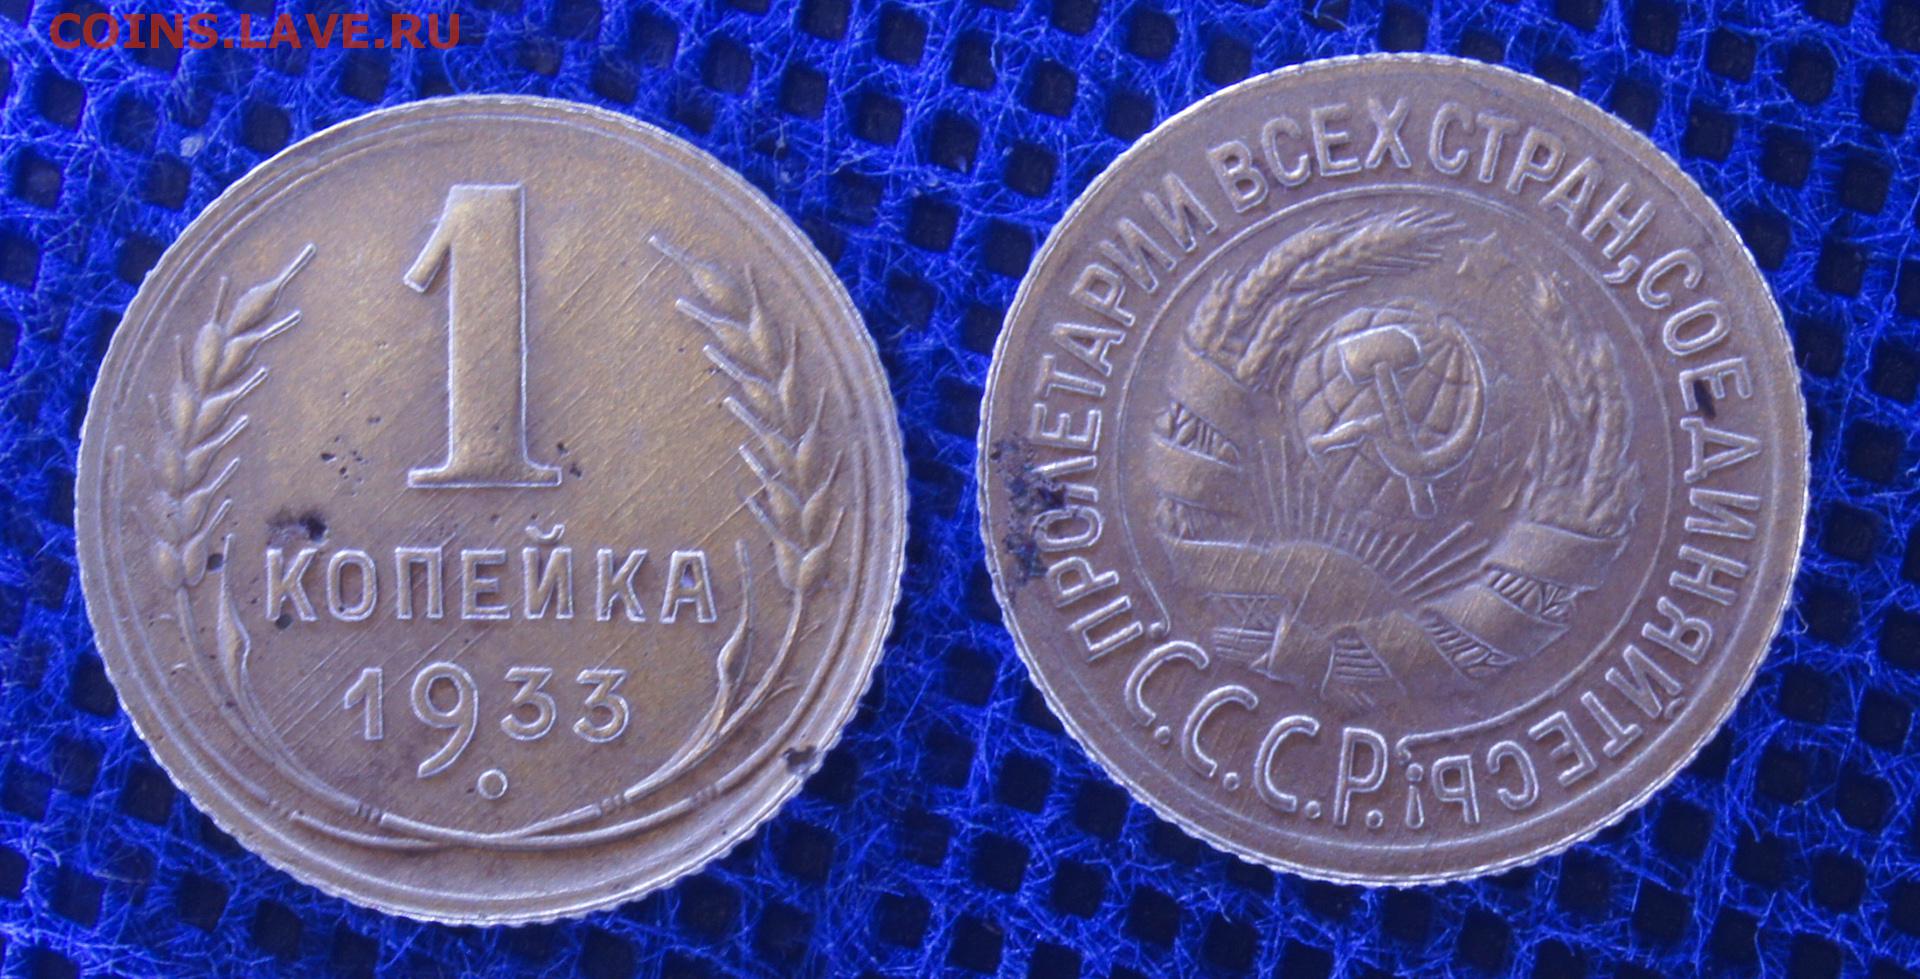 COINS.LAVE.RU
1
КОПЕЙКА
1933
ПРОЛЕТАРИИ ВСЕХ СТРАН, СОЕДИНЯЙТЕСЬ!
С.С.С.Р.